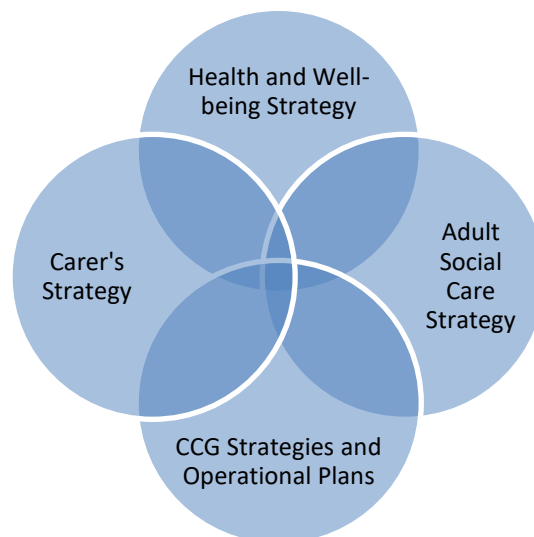 Health and Well-
being Strategy
Carer's
Strategy
Adult
Social
Care
Strategy
CCG Strategies and
Operational Plans